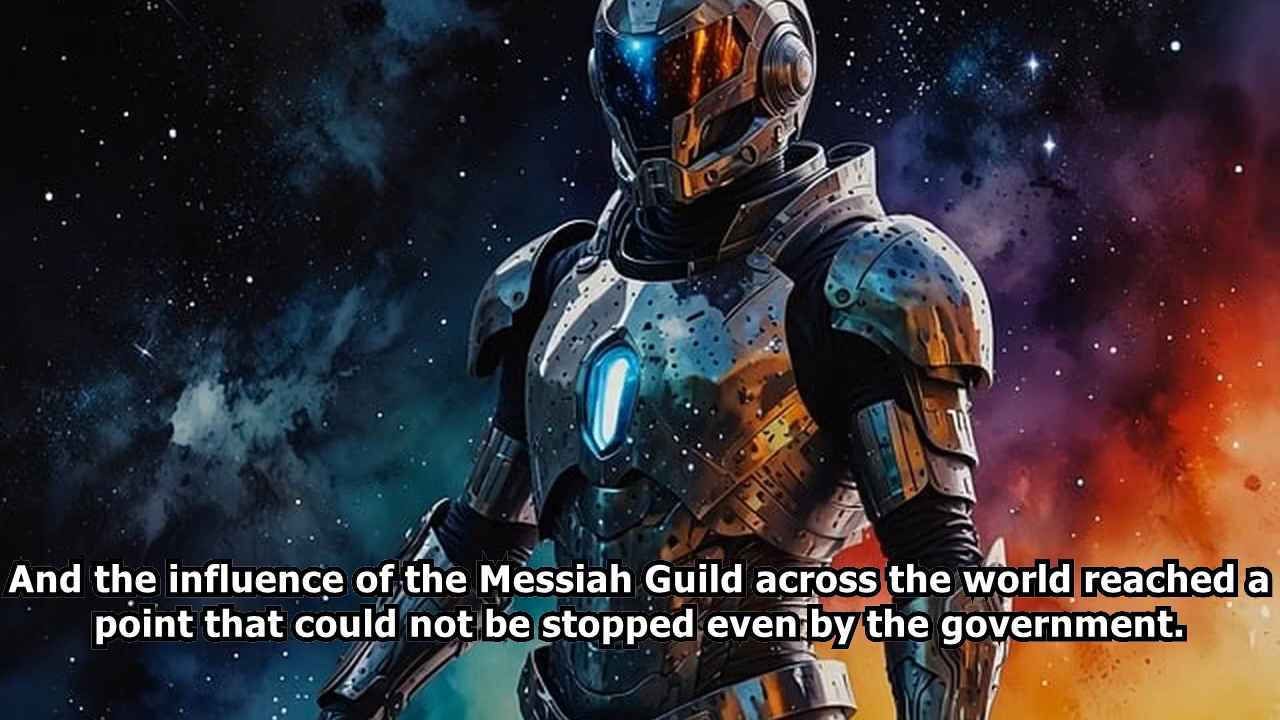 And the influence of the Messiah Guild across the world reached a
point that could not be stopped even by the government.